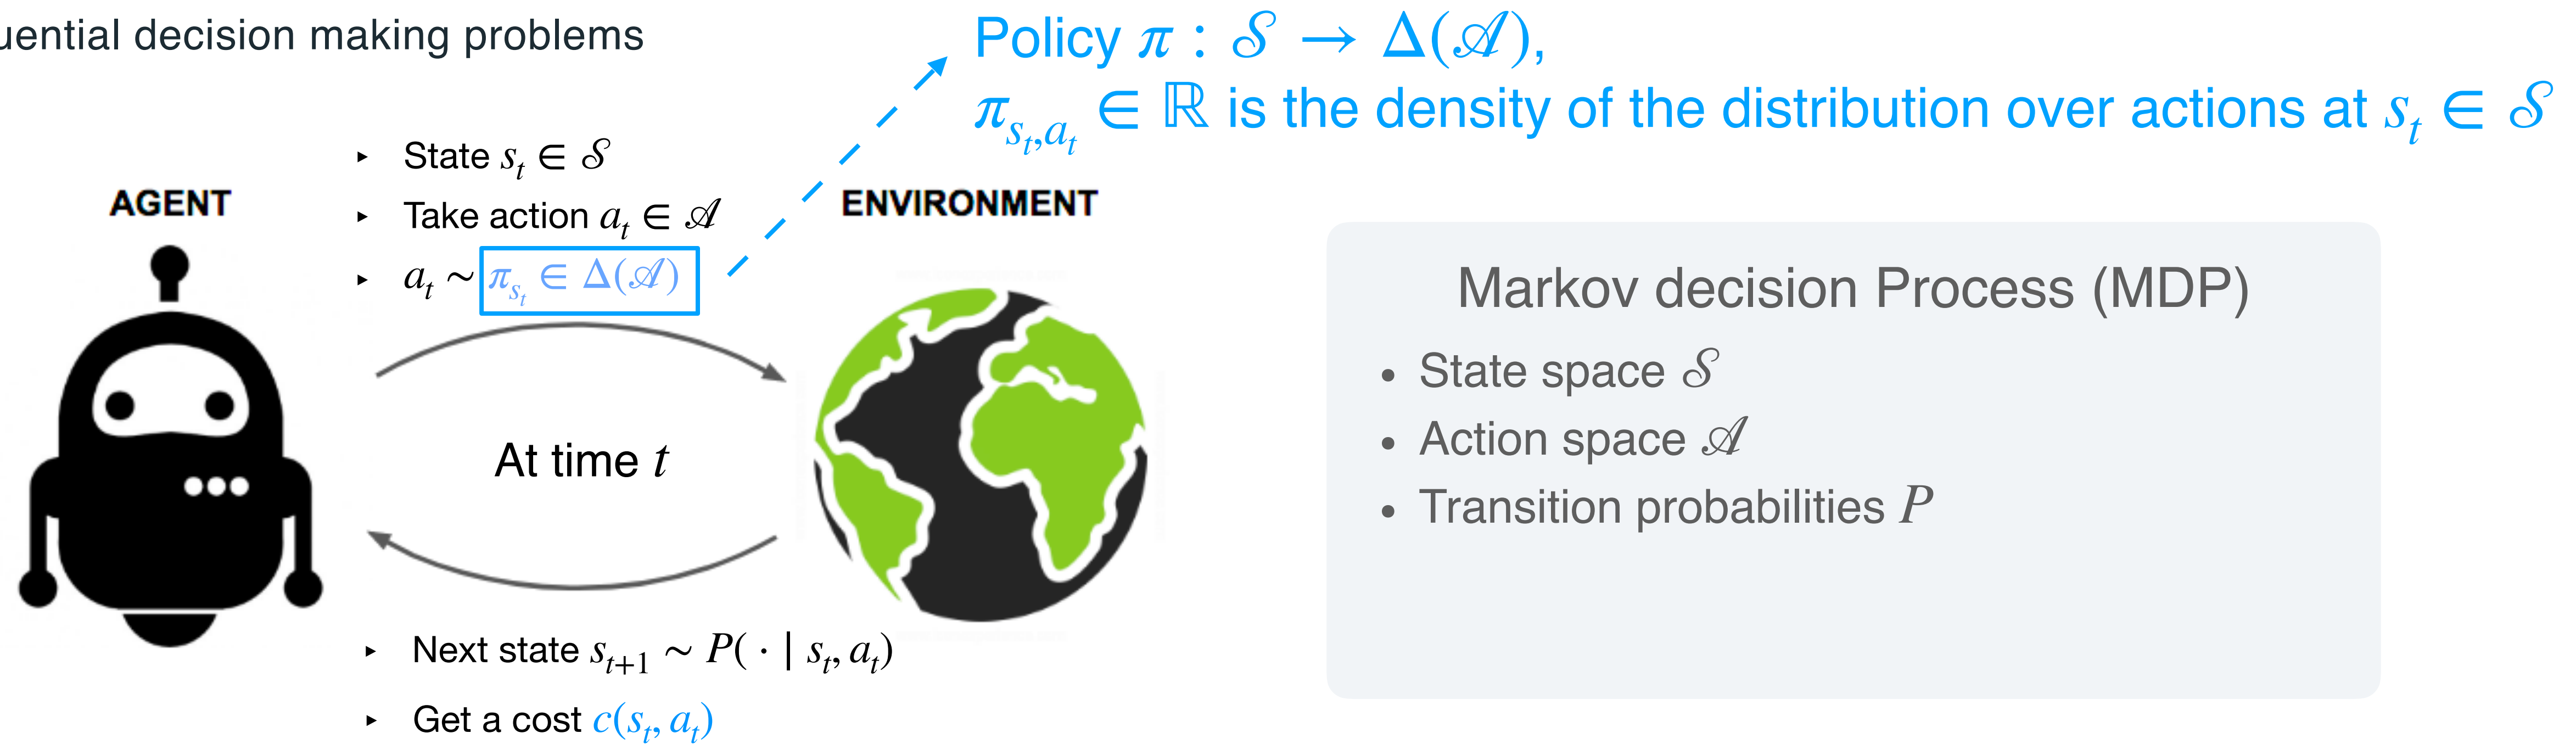 decision making problems
Policy π : 𝒮 → Δ(𝒜),
π_{s_t,a_t} ∈ ℝ is the density of the distribution over actions at s_t ∈ 𝒮
▸ State s_t ∈ 𝒮
AGENT
▸ Take action a_t ∈ 𝒜
ENVIRONMENT
▸ a_t ∼ π_{s_t} ∈ Δ(𝒜)
At time t
▸ Next state s_{t+1} ∼ P( · | s_t, a_t)
▸ Get a cost c(s_t, a_t)
Markov decision Process (MDP)
• State space 𝒮
• Action space 𝒜
• Transition probabilities P